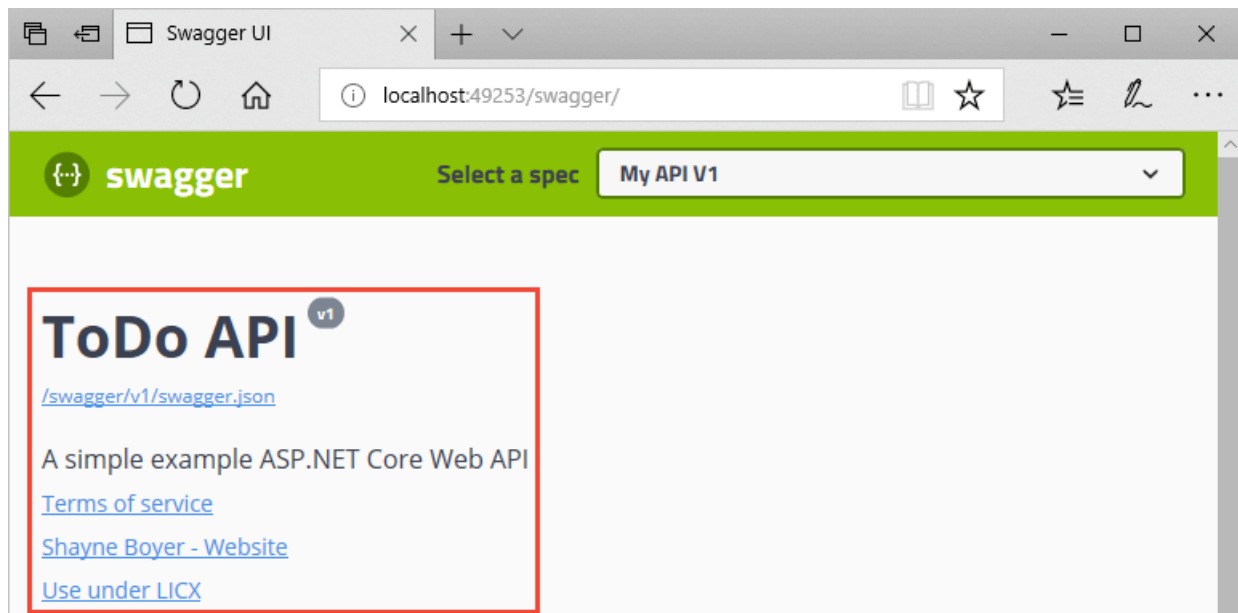 Swagger UI
localhost:49253/swagger/
{...} swagger Select a spec My API V1
ToDo API v1
/swagger/v1/swagger.json
A simple example ASP.NET Core Web API
Terms of service
Shayne Boyer - Website
Use under LICX